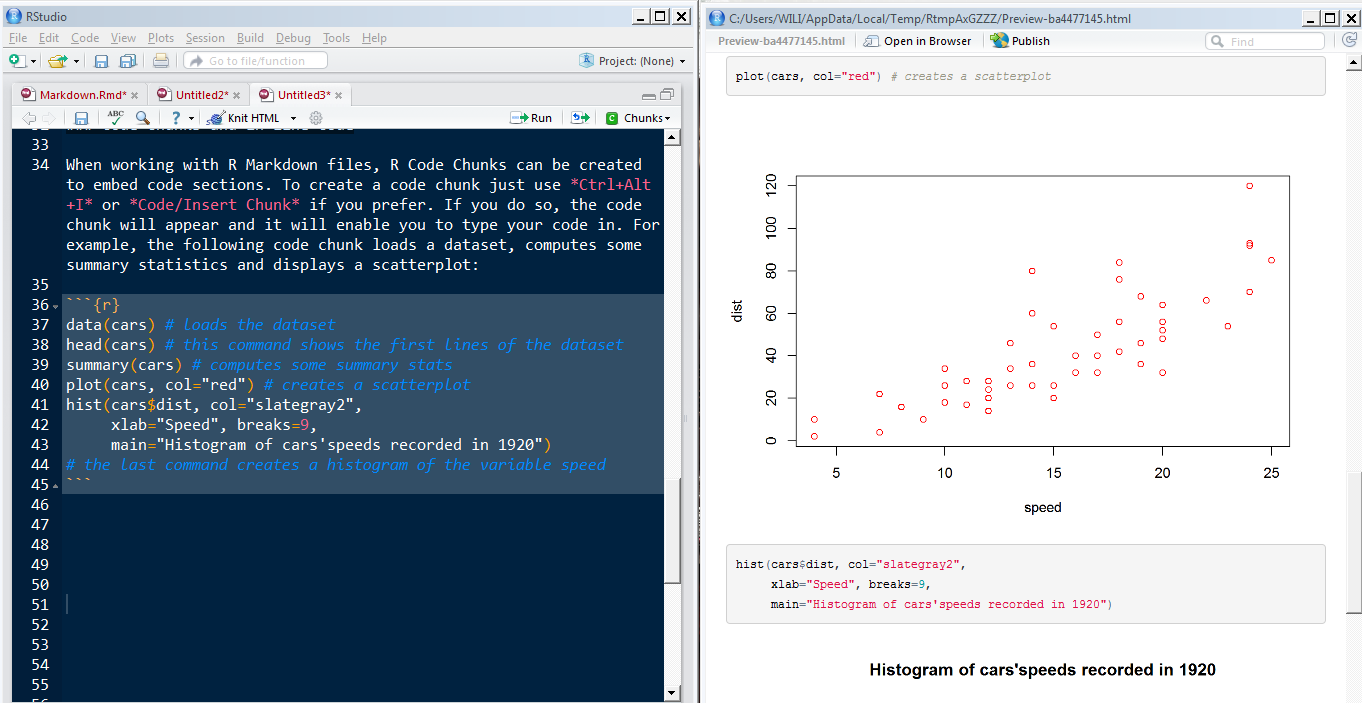 RStudio
File Edit Code View Plots Session Build Debug Tools Help
Go to file/function
Project: (None)
Markdown.Rmd* Untitled2* Untitled3*
ABC
Knit HTML Run Chunks
33
34 When working with R Markdown files, R Code Chunks can be created
to embed code sections. To create a code chunk just use *Ctrl+Alt
+I* or *Code/Insert Chunk* if you prefer. If you do so, the code
chunk will appear and it will enable you to type your code in. For
example, the following code chunk loads a dataset, computes some
summary statistics and displays a scatterplot:
35
36 ```{r}
37 data(cars) # loads the dataset
38 head(cars) # this command shows the first lines of the dataset
39 summary(cars) # computes some summary stats
40 plot(cars, col="red") # creates a scatterplot
41 hist(cars$dist, col="slategray2",
42 xlab="Speed", breaks=9,
43 main="Histogram of cars'speeds recorded in 1920")
44 # the last command creates a histogram of the variable speed
45 ```
46
47
48
49
50
51
52
53
54
55
C:/Users/WILI/AppData/Local/Temp/RtmpAxGZZZ/Preview-ba4477145.html
Preview-ba4477145.html Open in Browser Publish Find
plot(cars, col="red") # creates a scatterplot
120
100
80
60
40
20
0
dist
5 10 15 20 25
speed
hist(cars$dist, col="slategray2",
xlab="Speed", breaks=9,
main="Histogram of cars'speeds recorded in 1920")
Histogram of cars'speeds recorded in 1920